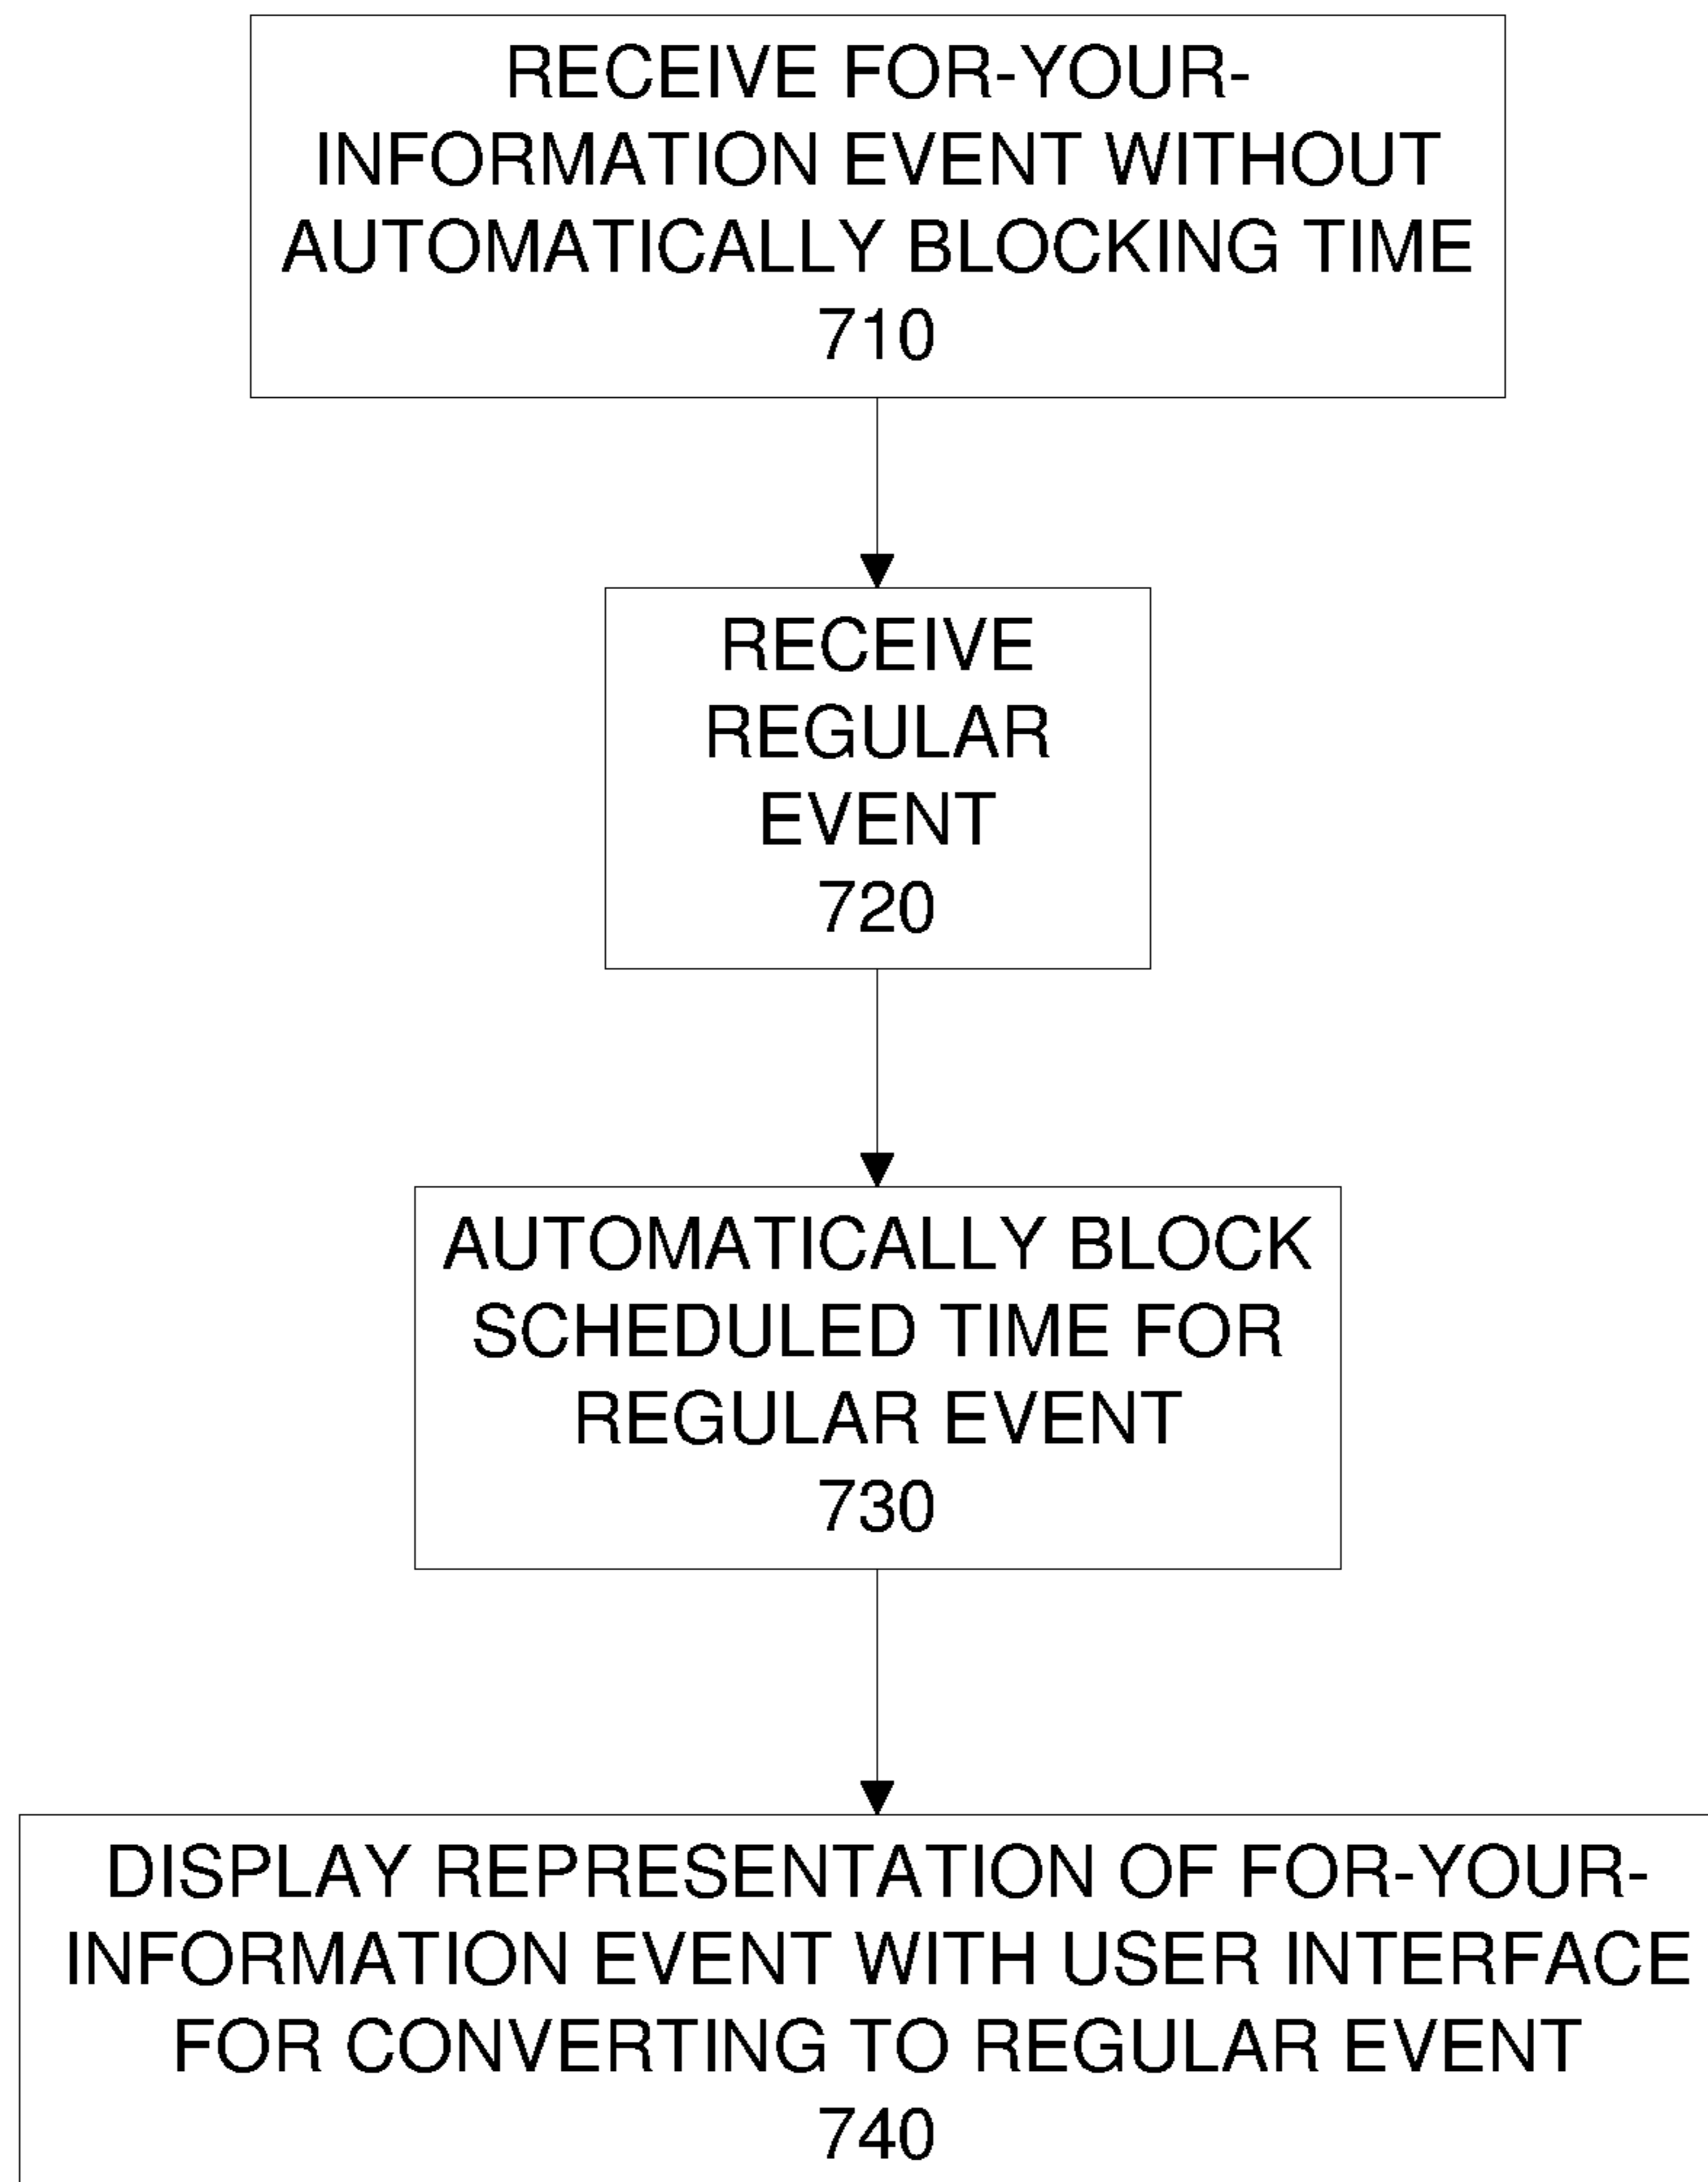 RECEIVE FOR-YOUR-
INFORMATION EVENT WITHOUT
AUTOMATICALLY BLOCKING TIME
710
RECEIVE
REGULAR
EVENT
720
AUTOMATICALLY BLOCK
SCHEDULED TIME FOR
REGULAR EVENT
730
DISPLAY REPRESENTATION OF FOR-YOUR-
INFORMATION EVENT WITH USER INTERFACE
FOR CONVERTING TO REGULAR EVENT
740